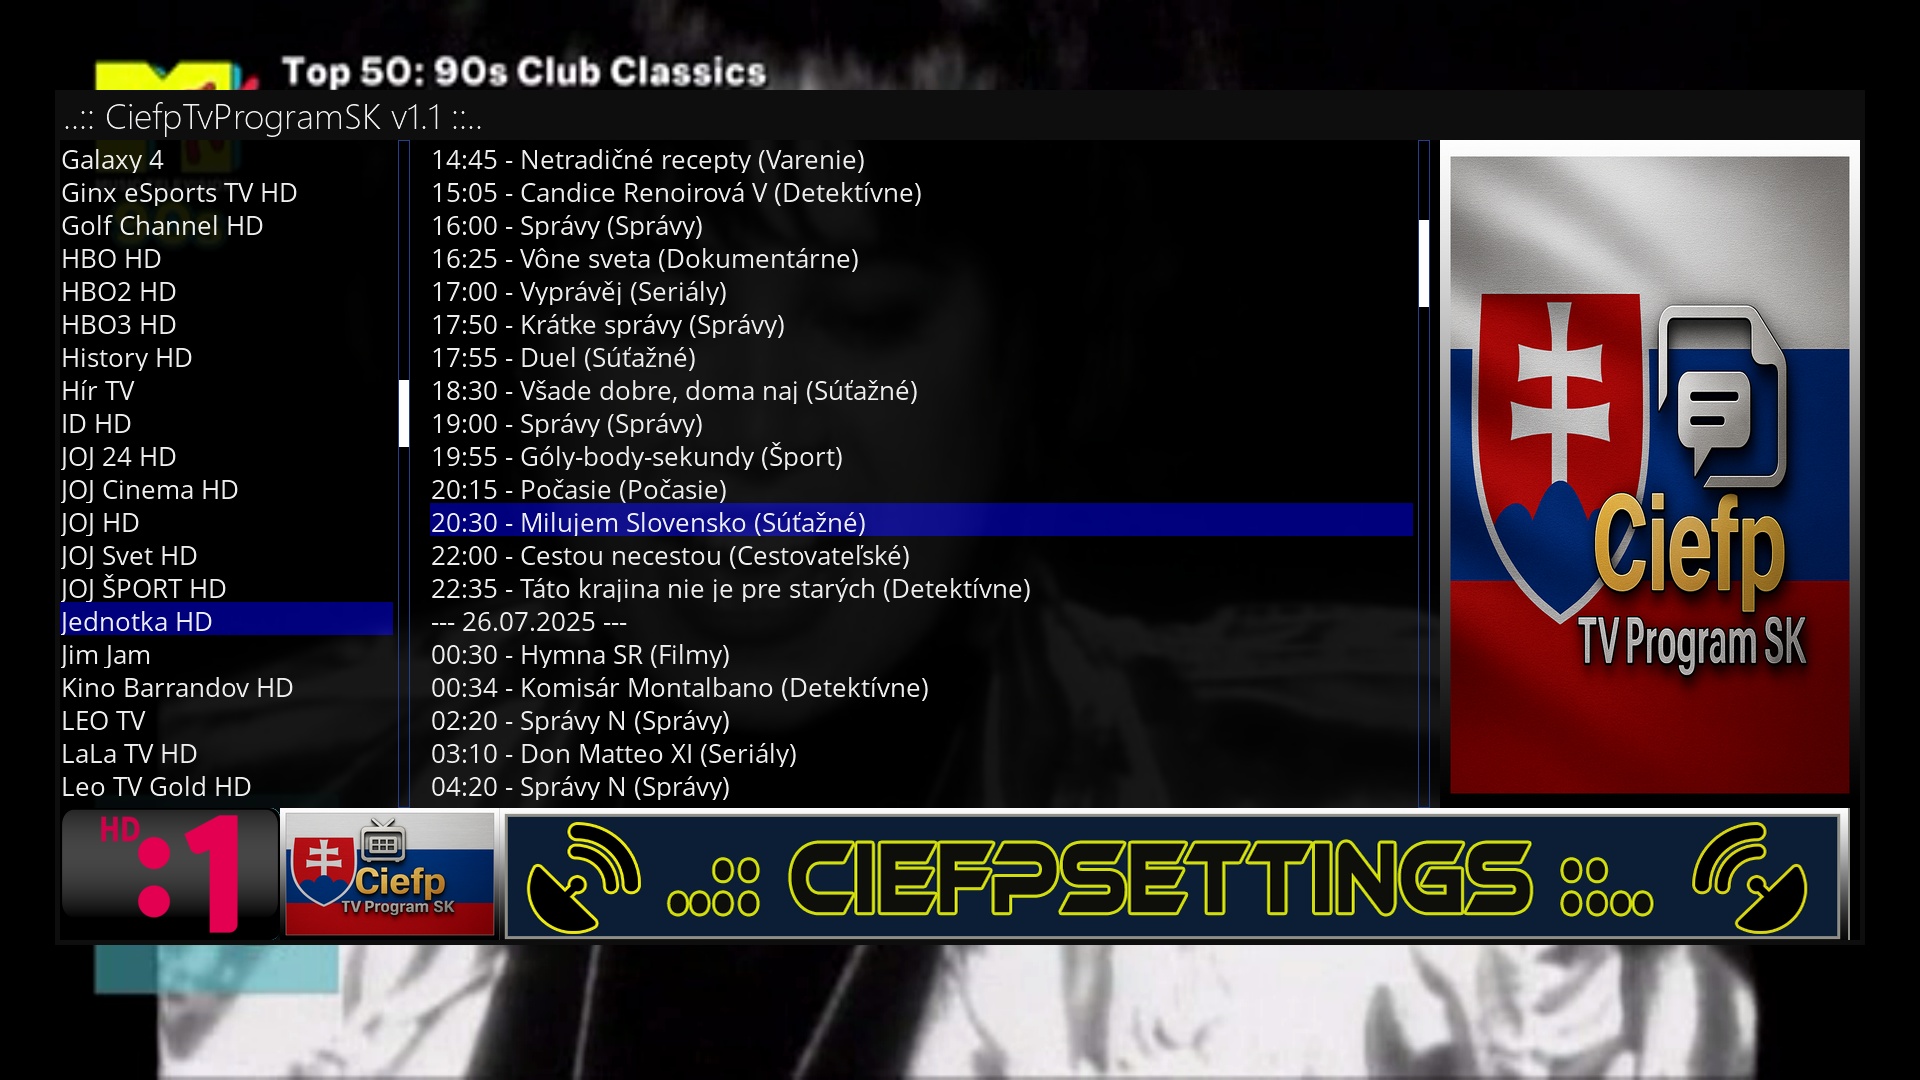 Top 50: 90s Club Classics
..:: CiefpTvProgramSK v1.1 ::..
Galaxy 4
Ginx eSports TV HD
Golf Channel HD
HBO HD
HBO2 HD
HBO3 HD
History HD
Hír TV
ID HD
JOJ 24 HD
JOJ Cinema HD
JOJ HD
JOJ Svet HD
JOJ ŠPORT HD
Jednotka HD
Jim Jam
Kino Barrandov HD
LEO TV
LaLa TV HD
Leo TV Gold HD
14:45 - Netradičné recepty (Varenie)
15:05 - Candice Renoirová V (Detektívne)
16:00 - Správy (Správy)
16:25 - Vône sveta (Dokumentárne)
17:00 - Vyprávěj (Seriály)
17:50 - Krátke správy (Správy)
17:55 - Duel (Súťažné)
18:30 - Všade dobre, doma naj (Súťažné)
19:00 - Správy (Správy)
19:55 - Góly-body-sekundy (Šport)
20:15 - Počasie (Počasie)
20:30 - Milujem Slovensko (Súťažné)
22:00 - Cestou necestou (Cestovateľské)
22:35 - Táto krajina nie je pre starých (Detektívne)
--- 26.07.2025 ---
00:30 - Hymna SR (Filmy)
00:34 - Komisár Montalbano (Detektívne)
02:20 - Správy N (Správy)
03:10 - Don Matteo XI (Seriály)
04:20 - Správy N (Správy)
Ciefp
TV Program SK
HD
:1
Ciefp
TV Program SK
..:: CIEFPSETTINGS ::..